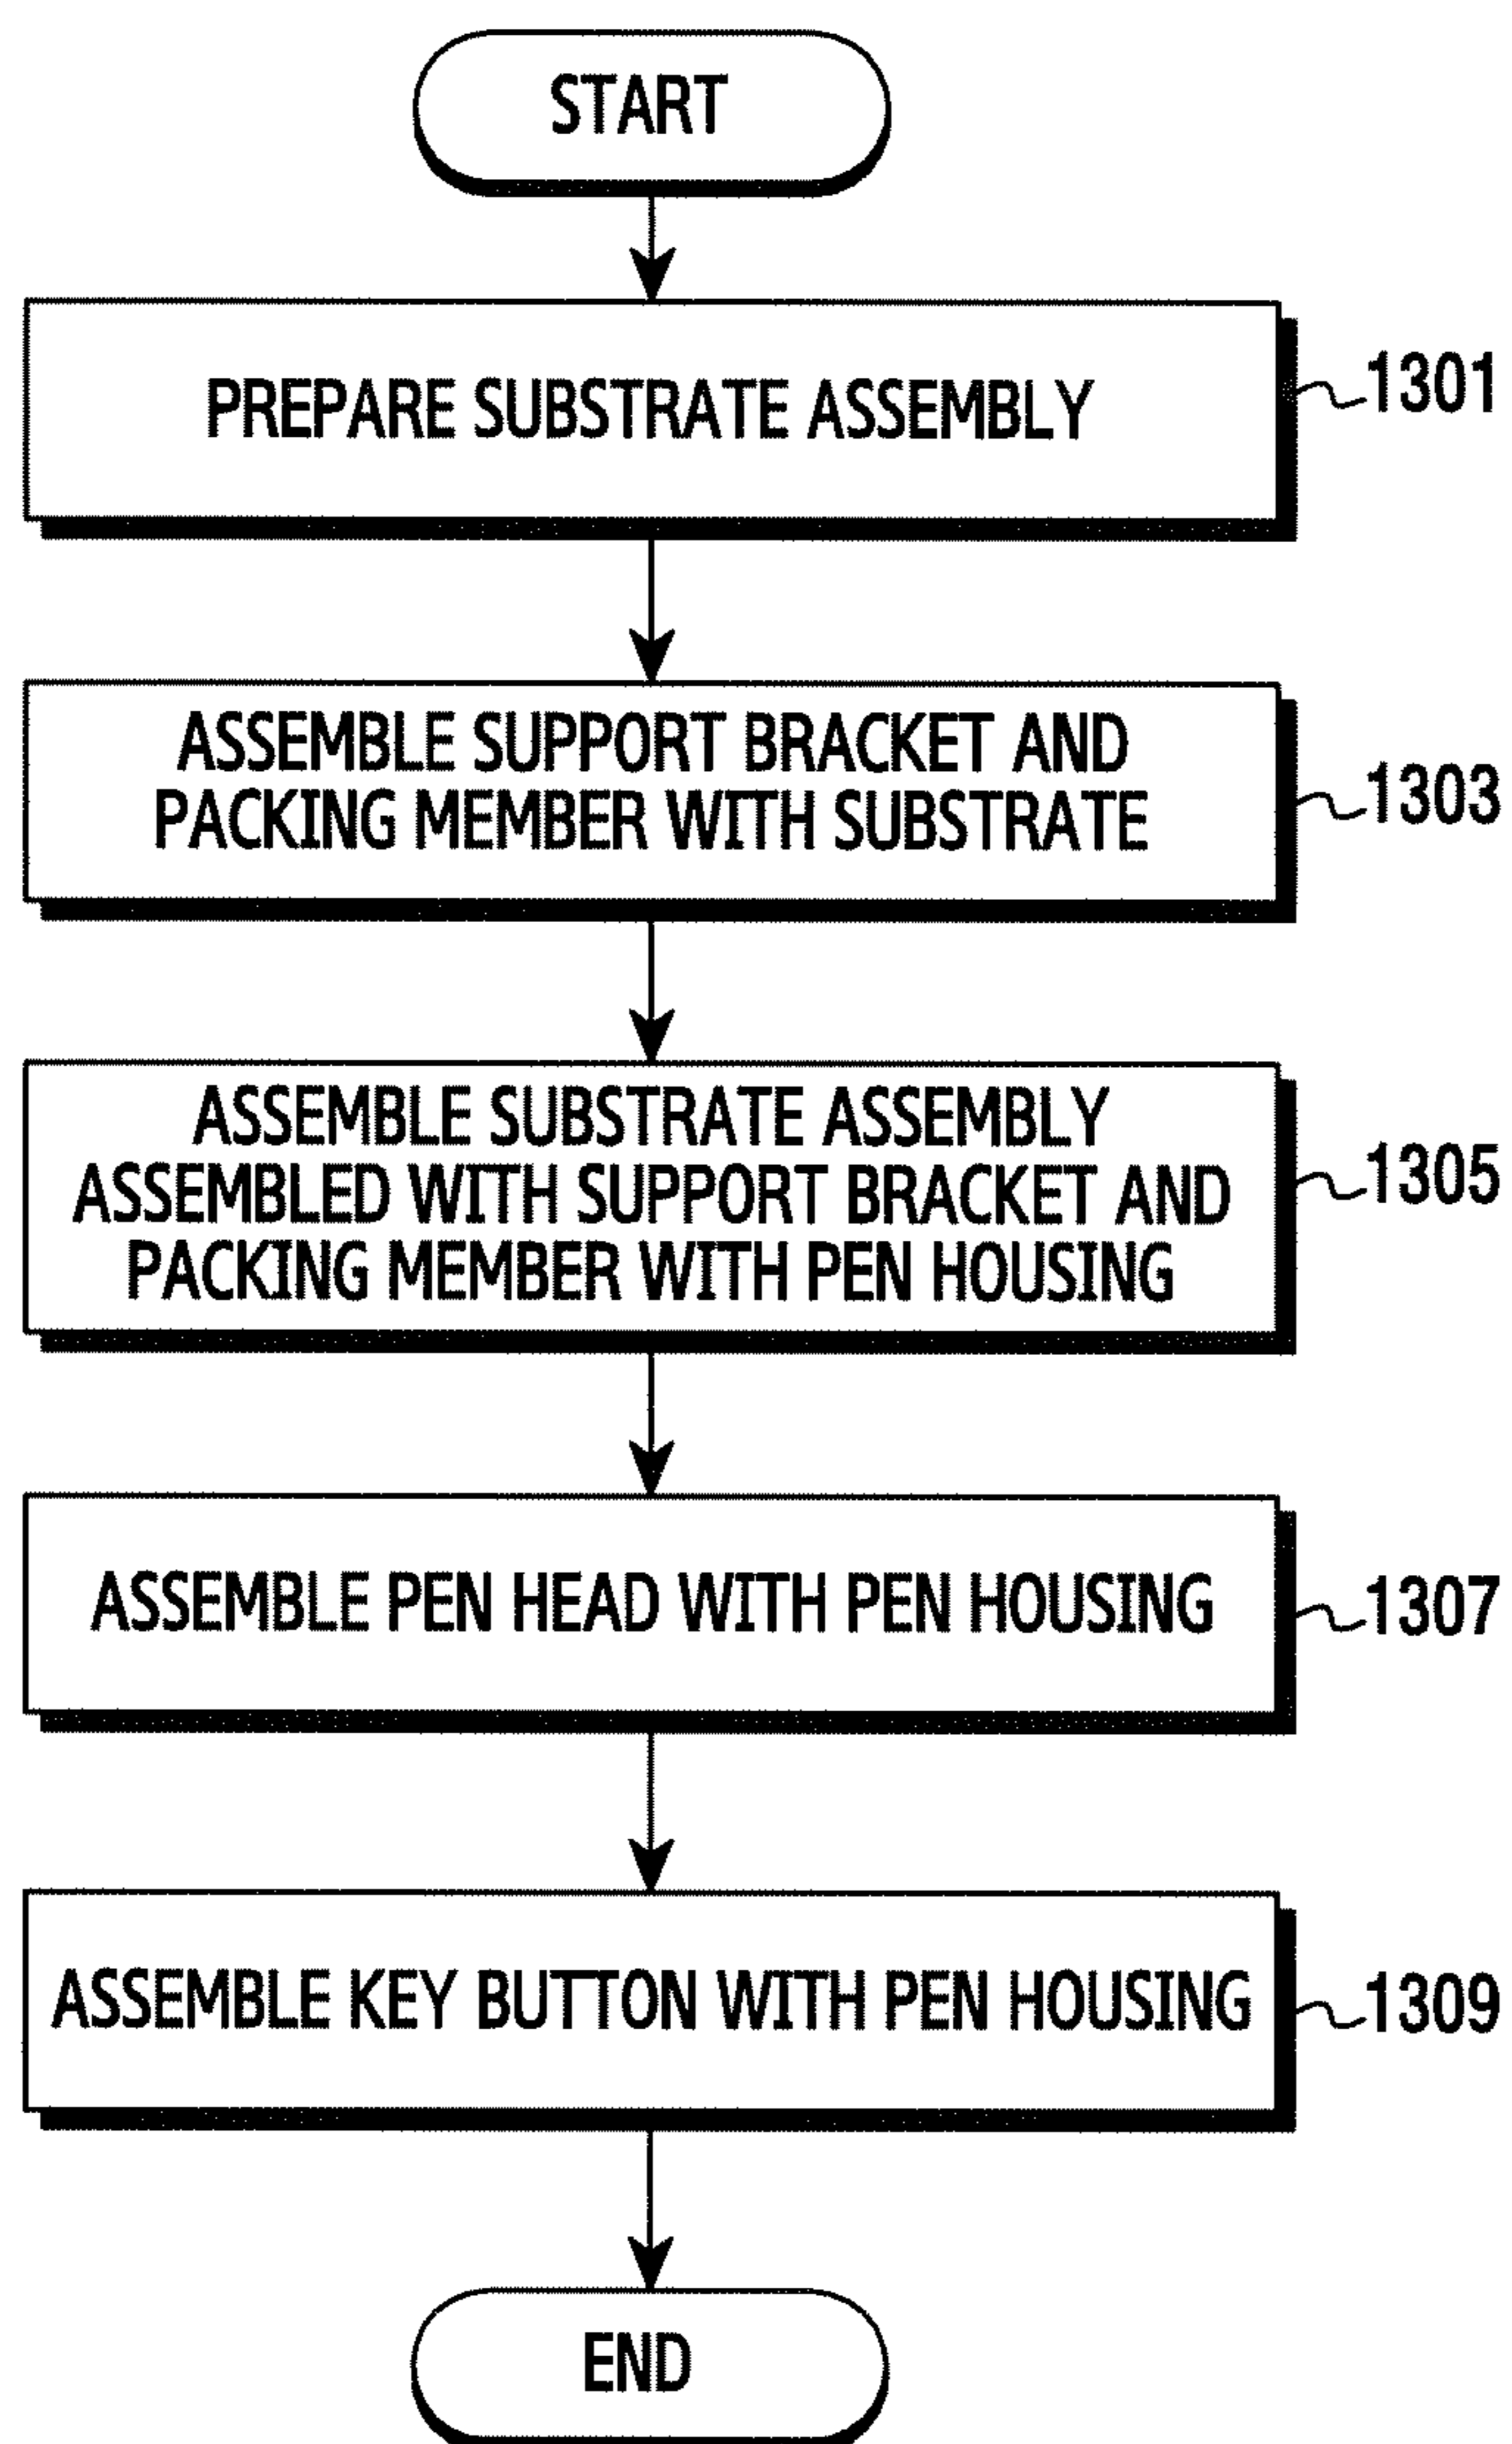 START
PREPARE SUBSTRATE ASSEMBLY
1301
ASSEMBLE SUPPORT BRACKET AND
PACKING MEMBER WITH SUBSTRATE
1303
ASSEMBLE SUBSTRATE ASSEMBLY
ASSEMBLED WITH SUPPORT BRACKET AND
PACKING MEMBER WITH PEN HOUSING
1305
ASSEMBLE PEN HEAD WITH PEN HOUSING
1307
ASSEMBLE KEY BUTTON WITH PEN HOUSING
1309
END